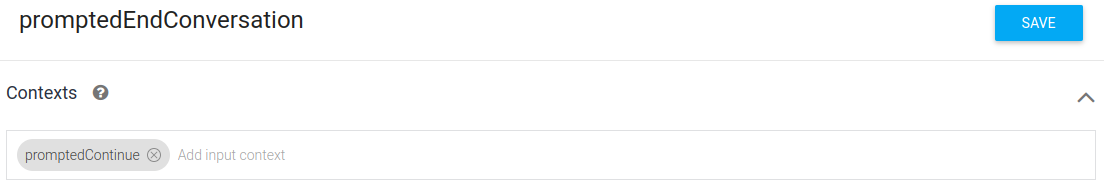 promptedEndConversation
SAVE
Contexts ?
promptedContinue Add input context